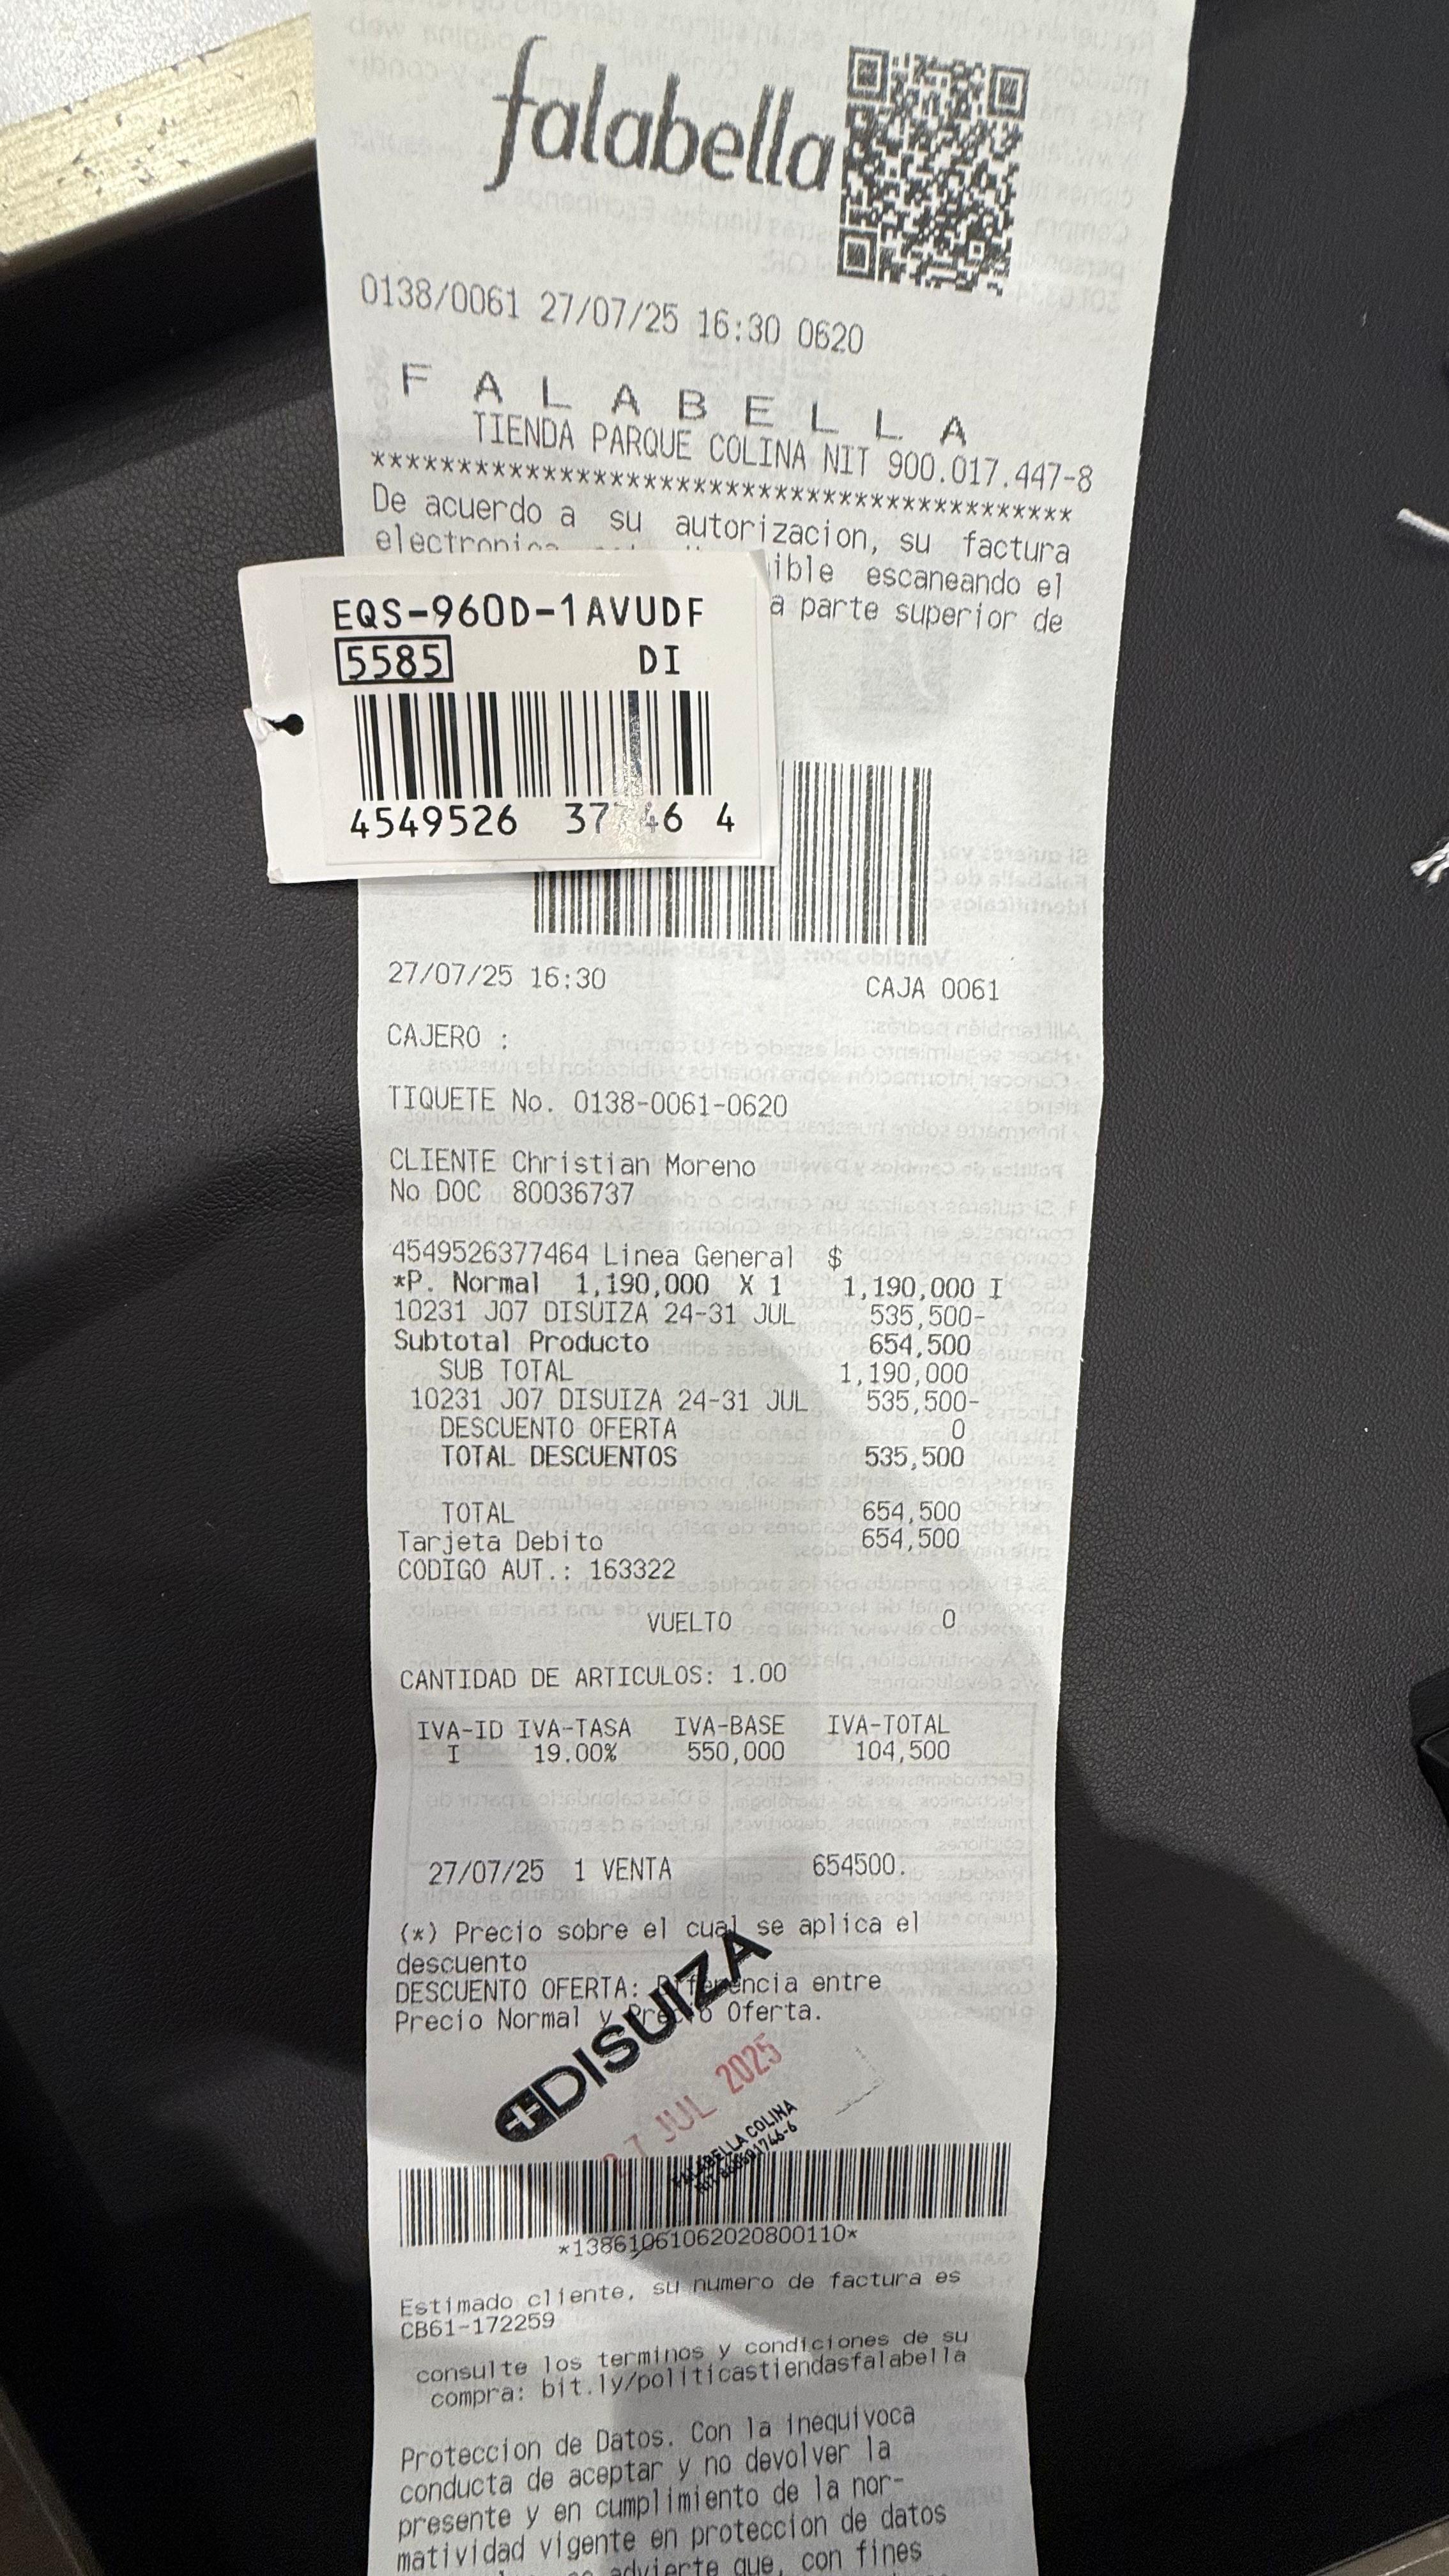 falabella
0138/0061 27/07/25 16:30 0620
F A L A B E L L A
TIENDA PARQUE COLINA NIT 900.017.447-8
******************************************
De acuerdo a su autorizacion, su factura
electronica ible escaneando el
a parte superior de
EQS-960D-1AVUDF
5585 DI
4549526 37 46 4
27/07/25 16:30 CAJA 0061
CAJERO :
TIQUETE No. 0138-0061-0620
CLIENTE Christian Moreno
No DOC 80036737
4549526377464 Linea General $
*P. Normal 1,190,000 X 1 1,190,000 I
10231 J07 DISUIZA 24-31 JUL 535,500-
Subtotal Producto 654,500
SUB TOTAL 1,190,000
10231 J07 DISUIZA 24-31 JUL 535,500-
DESCUENTO OFERTA 0
TOTAL DESCUENTOS 535,500
TOTAL 654,500
Tarjeta Debito 654,500
CODIGO AUT.: 163322
VUELTO 0
CANTIDAD DE ARTICULOS: 1.00
IVA-ID IVA-TASA IVA-BASE IVA-TOTAL
I 19.00% 550,000 104,500
27/07/25 1 VENTA 654500.
(*) Precio sobre el cual se aplica el
descuento
DESCUENTO OFERTA: Diferencia entre
Precio Normal y Precio Oferta.
+DISUIZA
27 JUL 2025
FALABELLA COLINA
*13861061062020800110*
Estimado cliente, su numero de factura es
CB61-172259
consulte los terminos y condiciones de su
compra: bit.ly/politicastiendasfalabella
Proteccion de Datos. Con la inequivoca
conducta de aceptar y no devolver la
presente y en cumplimiento de la nor-
matividad vigente en proteccion de datos
advierte que, con fines